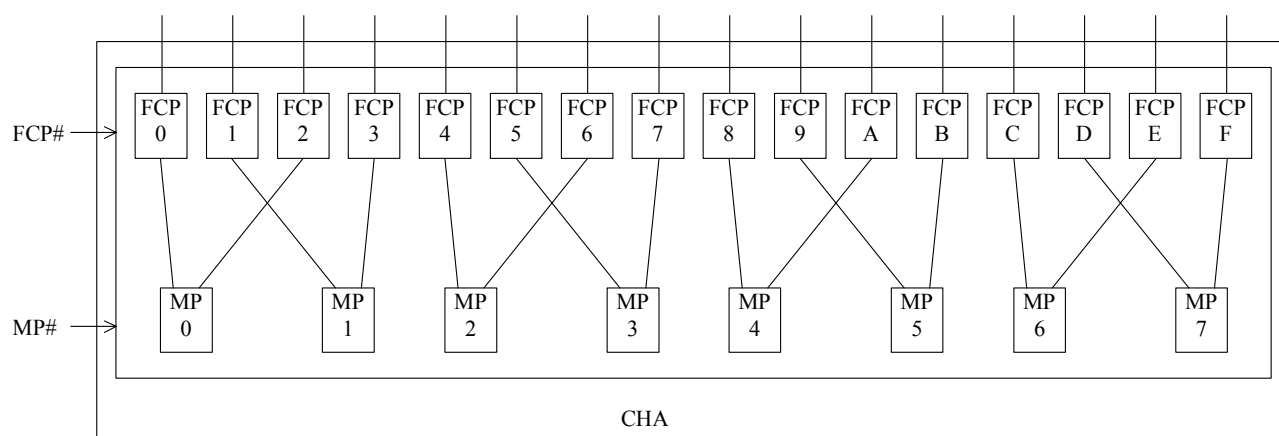 FCP FCP FCP FCP FCP FCP FCP FCP FCP FCP FCP FCP FCP FCP FCP FCP
FCP# 0 1 2 3 4 5 6 7 8 9 A B C D E F
MP MP MP MP MP MP MP MP
MP# 0 1 2 3 4 5 6 7
CHA